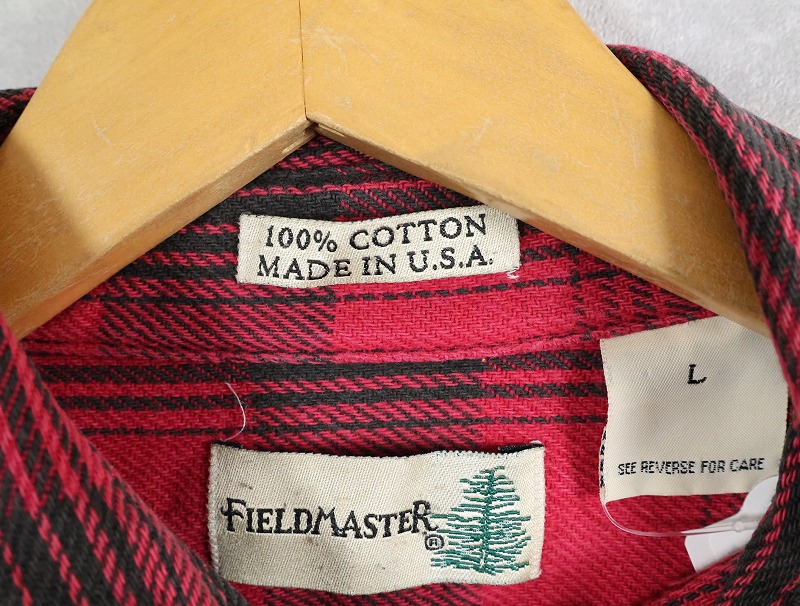 100% COTTON
MADE IN U.S.A.
L
SEE REVERSE FOR CARE
FIELDMASTER®